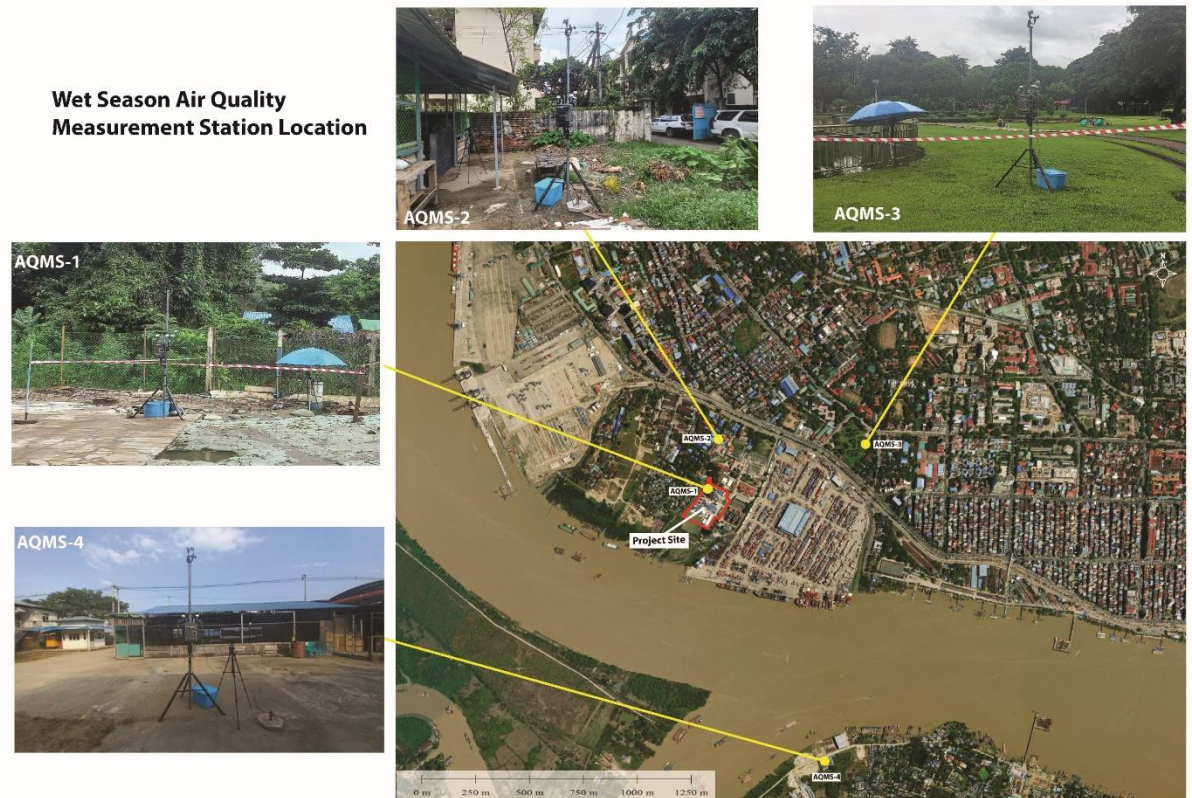 Wet Season Air Quality
Measurement Station Location
AQMS-2
AQMS-3
AQMS-1
AQMS-4
N
AQMS-2
AQMS-3
AQMS-1
Project Site
AQMS-4
0 m 250 m 500 m 750 m 1000 m 1250 m